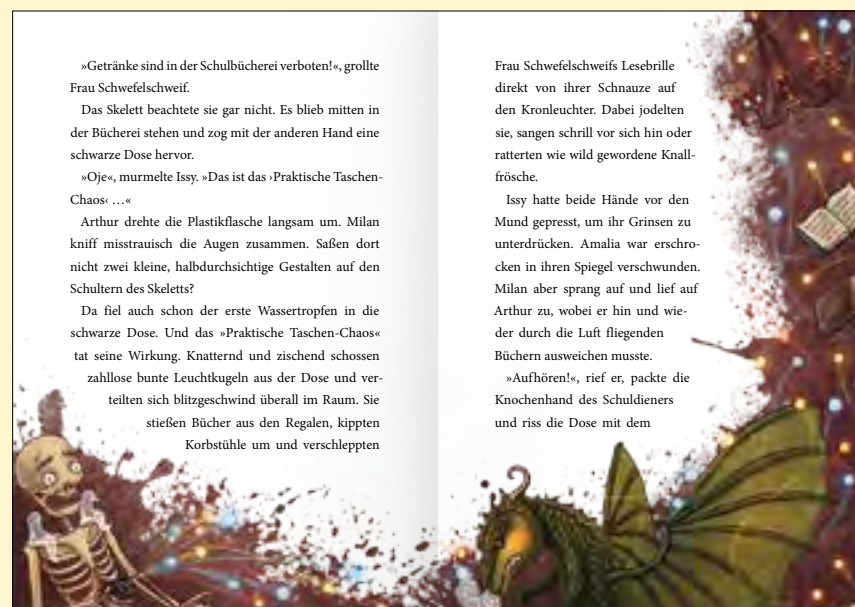 »Getränke sind in der Schulbücherei verboten!«, grollte
Frau Schwefelschweif.
Das Skelett beachtete sie gar nicht. Es blieb mitten in
der Bücherei stehen und zog mit der anderen Hand eine
schwarze Dose hervor.
»Oje«, murmelte Issy. »Das ist das ›Praktische Taschen-
Chaos‹ …«
Arthur drehte die Plastikflasche langsam um. Milan
kniff misstrauisch die Augen zusammen. Saßen dort
nicht zwei kleine, halbdurchsichtige Gestalten auf den
Schultern des Skeletts?
Da fiel auch schon der erste Wassertropfen in die
schwarze Dose. Und das »Praktische Taschen-Chaos«
tat seine Wirkung. Knatternd und zischend schossen
zahllose bunte Leuchtkugeln aus der Dose und ver-
teilten sich blitzgeschwind überall im Raum. Sie
stießen Bücher aus den Regalen, kippten
Korbstühle um und verschleppten
Frau Schwefelschweifs Lesebrille
direkt von ihrer Schnauze auf
den Kronleuchter. Dabei jodelten
sie, sangen schrill vor sich hin oder
ratterten wie wild gewordene Knall-
frösche.
Issy hatte beide Hände vor den
Mund gepresst, um ihr Grinsen zu
unterdrücken. Amalia war erschro-
cken in ihren Spiegel verschwunden.
Milan aber sprang auf und lief auf
Arthur zu, wobei er hin und wie-
der durch die Luft fliegenden
Büchern ausweichen musste.
»Aufhören!«, rief er, packte die
Knochenhand des Schuldieners
und riss die Dose mit dem